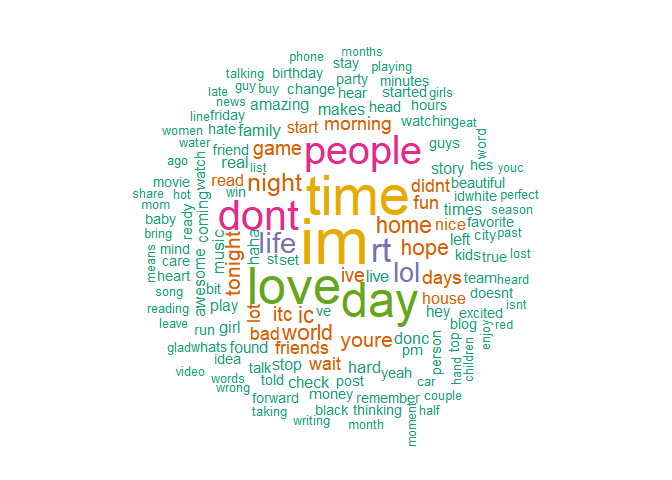 phone months
talking birthday stay playing
late guy buy change hear party minutes
news amazing makes head started girls
line friday hours
women hate family start morning watching eat
water friend game people guys word
ago real list story hes youc
movie watch read night time didnt beautiful
share hot p win idwhite perfect
mom ready coming dont im fun times season
baby music home nice favorite
bring haha life rt hope left city past
means mind tonight st set kids true lost
care heart awesome bit love ive live lol days team heard
song day house doesnt
reading play lot itc ic ve hey excited isnt
leave run girl bad world youre donc blog red
glad whats found friends pm person top enjoy
idea talk stop wait hard yeah hand children
video words told check post car
wrong forward money remember couple
taking black thinking half
writing month moment